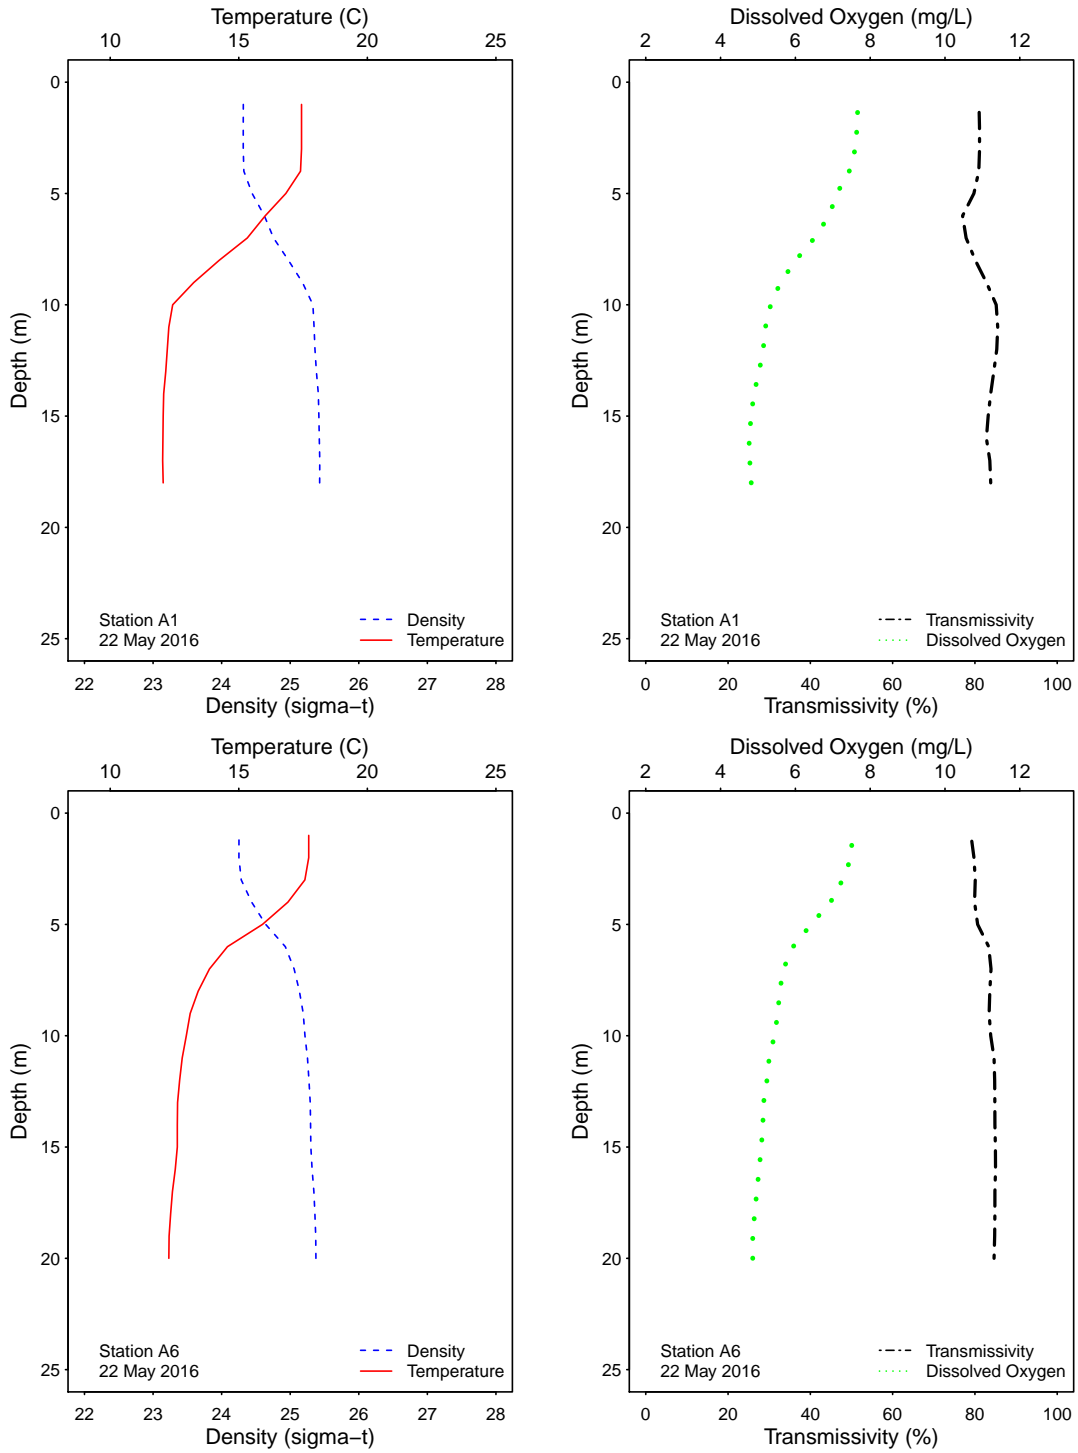 Temperature (C)
10 15 20 25
0
5
10
15
20
25
Depth (m)
Station A1
22 May 2016
Density
Temperature
22 23 24 25 26 27 28
Density (sigma−t)
Dissolved Oxygen (mg/L)
2 4 6 8 10 12
0
5
10
15
20
25
Depth (m)
Station A1
22 May 2016
Transmissivity
Dissolved Oxygen
0 20 40 60 80 100
Transmissivity (%)
Temperature (C)
10 15 20 25
0
5
10
15
20
25
Depth (m)
Station A6
22 May 2016
Density
Temperature
22 23 24 25 26 27 28
Density (sigma−t)
Dissolved Oxygen (mg/L)
2 4 6 8 10 12
0
5
10
15
20
25
Depth (m)
Station A6
22 May 2016
Transmissivity
Dissolved Oxygen
0 20 40 60 80 100
Transmissivity (%)